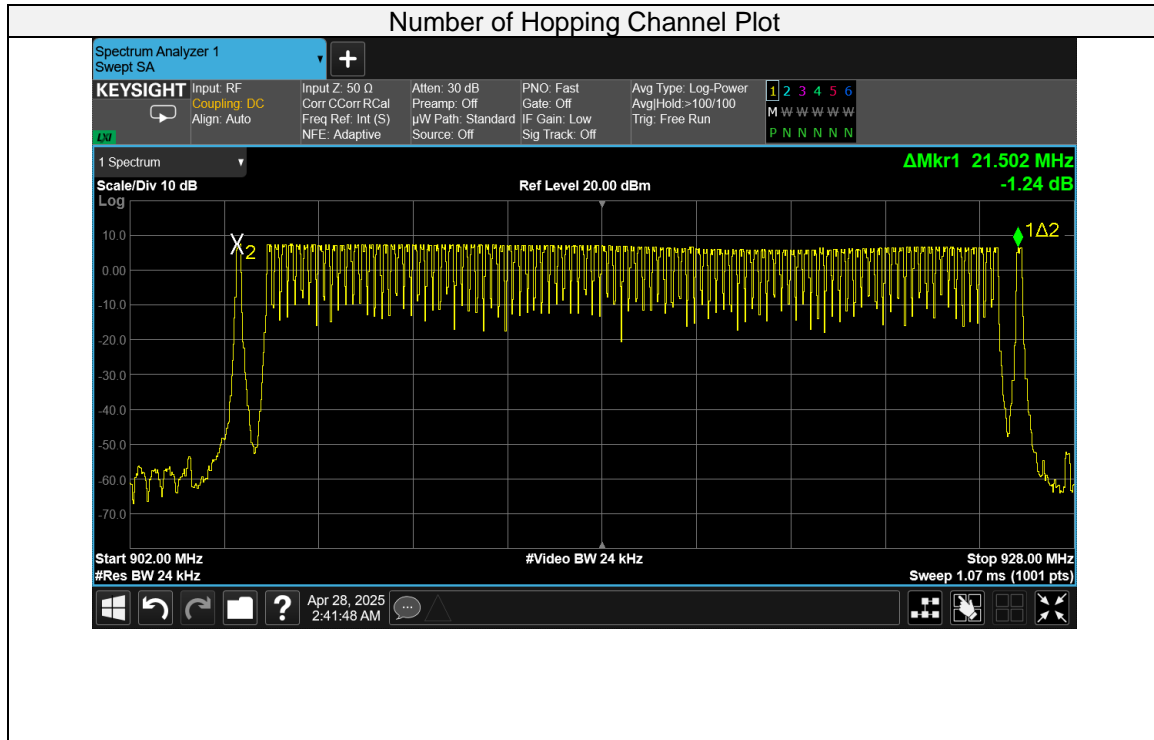 Number of Hopping Channel Plot
Spectrum Analyzer 1
Swept SA
+
KEYSIGHT
LXI
Input: RF
Coupling: DC
Align: Auto
Input Z: 50 Ω
Corr CCorr RCal
Freq Ref: Int (S)
NFE: Adaptive
Atten: 30 dB
Preamp: Off
µW Path: Standard
Source: Off
PNO: Fast
Gate: Off
IF Gain: Low
Sig Track: Off
Avg Type: Log-Power
Avg|Hold:>100/100
Trig: Free Run
1 2 3 4 5 6
M W W W W W
P N N N N N
1 Spectrum
ΔMkr1 21.502 MHz
Scale/Div 10 dB
Ref Level 20.00 dBm
-1.24 dB
Log
10.0
0.00
-10.0
-20.0
-30.0
-40.0
-50.0
-60.0
-70.0
X2
1Δ2
Start 902.00 MHz
#Video BW 24 kHz
Stop 928.00 MHz
#Res BW 24 kHz
Sweep 1.07 ms (1001 pts)
?
Apr 28, 2025
2:41:48 AM